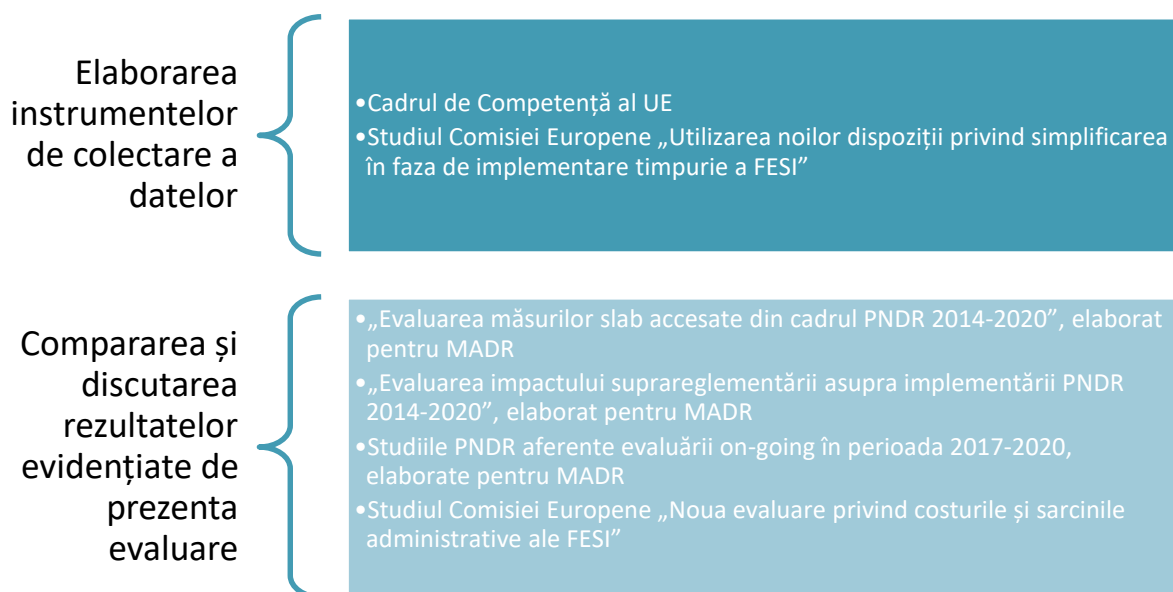 Elaborarea
instrumentelor
de colectare a
datelor
•Cadrul de Competență al UE
•Studiul Comisiei Europene „Utilizarea noilor dispoziții privind simplificarea
în faza de implementare timpurie a FESI”
Compararea și
discutarea
rezultatelor
evidențiate de
prezenta
evaluare
•„Evaluarea măsurilor slab accesate din cadrul PNDR 2014-2020”, elaborat
pentru MADR
•„Evaluarea impactului suprareglementării asupra implementării PNDR
2014-2020”, elaborat pentru MADR
•Studiile PNDR aferente evaluării on-going în perioada 2017-2020,
elaborate pentru MADR
•Studiul Comisiei Europene „Noua evaluare privind costurile și sarcinile
administrative ale FESI”